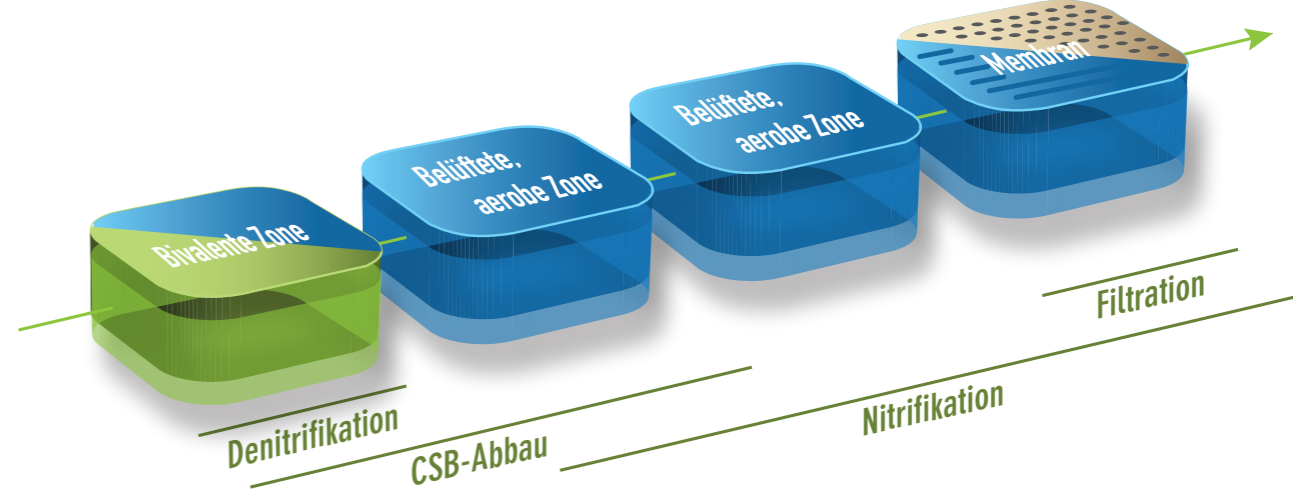 Bivalente Zone
Belüftete,
aerobe Zone
Belüftete,
aerobe Zone
Membran
Denitrifikation
CSB-Abbau
Nitrifikation
Filtration